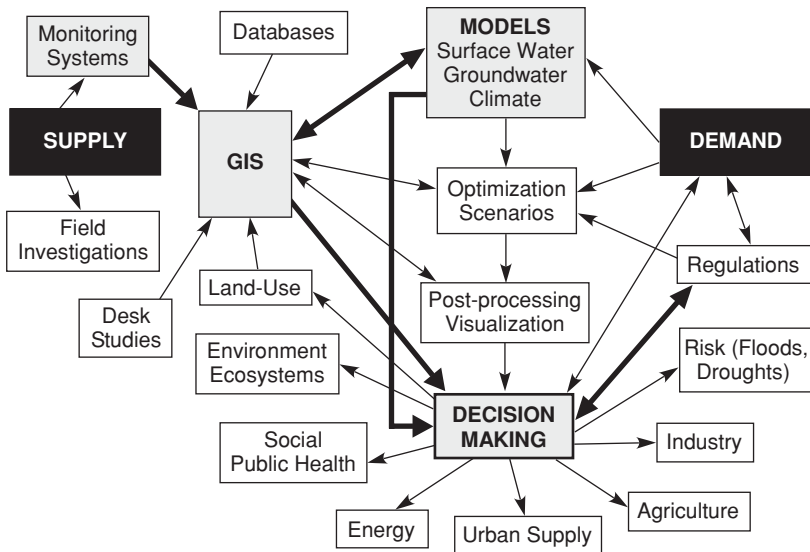 Monitoring
Systems
Databases
MODELS
Surface Water
Groundwater
Climate
SUPPLY
GIS
DEMAND
Optimization
Scenarios
Field
Investigations
Regulations
Land-Use
Desk
Studies
Post-processing
Visualization
Environment
Ecosystems
Risk (Floods,
Droughts)
DECISION
MAKING
Social
Public Health
Industry
Energy
Urban Supply
Agriculture